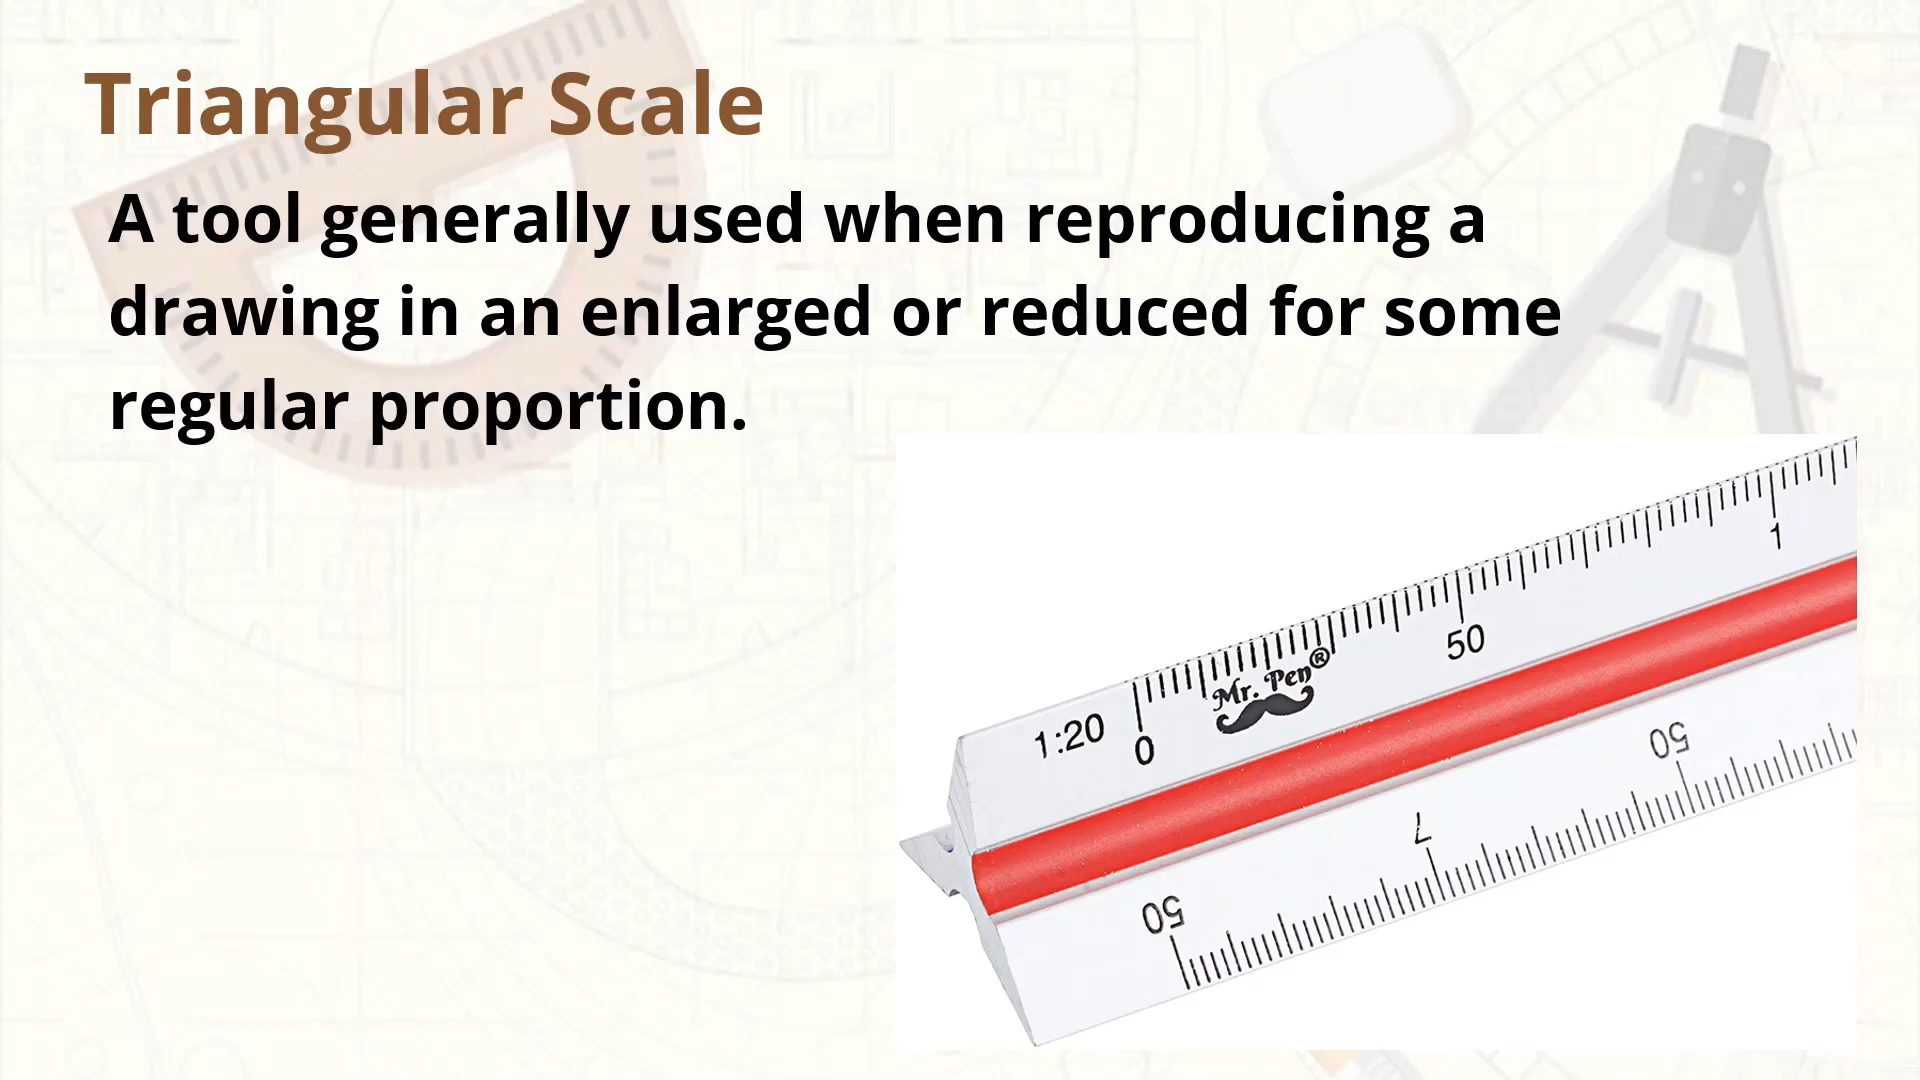 Triangular Scale
A tool generally used when reproducing a
drawing in an enlarged or reduced for some
regular proportion.
1
50
Mr. Pen®
1:20
0
50
7
50